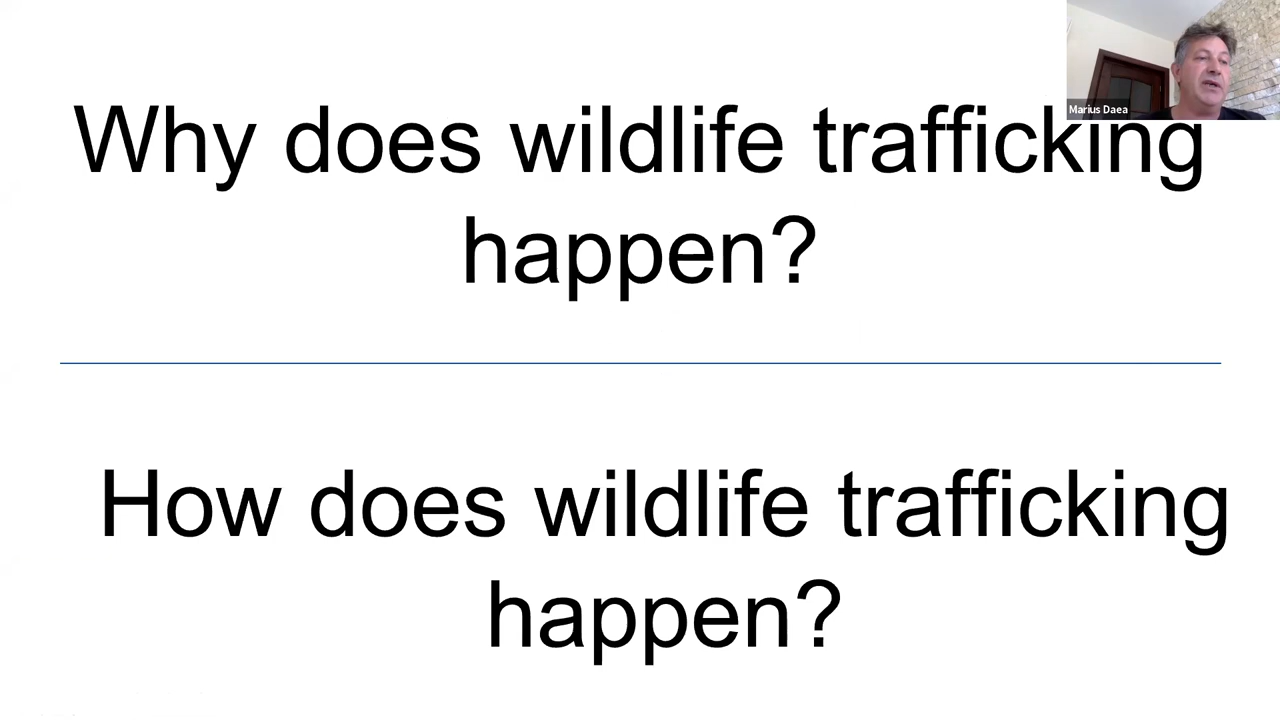 Marius Daea
Why does wildlife trafficking
happen?
How does wildlife trafficking
happen?